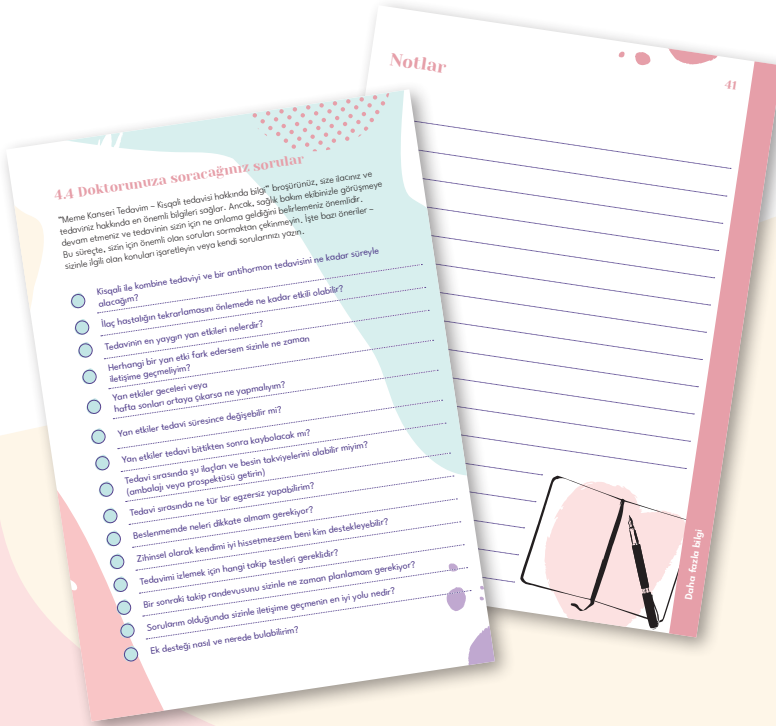 4.4 Doktorunuza soracağınız sorular
"Meme Kanseri Tedavim – Kisqali tedavisi hakkında bilgi" broşürünüz, size ilacınız ve
tedaviniz hakkında en önemli bilgileri sağlar. Ancak, sağlık bakım ekibinizle görüşmeye
devam etmeniz ve tedavinin sizin için ne anlama geldiğini belirlemeniz önemlidir.
Bu süreçte, sizin için önemli olan soruları sormaktan çekinmeyin. İşte bazı öneriler –
sizinle ilgili olan konuları işaretleyin veya kendi sorularınızı yazın.
Kisqali ile kombine tedaviyi ve bir antihormon tedavisini ne kadar süreyle
alacağım?
İlaç hastalığın tekrarlamasını önlemede ne kadar etkili olabilir?
Tedavinin en yaygın yan etkileri nelerdir?
Herhangi bir yan etki fark edersem sizinle ne zaman
iletişime geçmeliyim?
Yan etkiler geceleri veya
hafta sonları ortaya çıkarsa ne yapmalıyım?
Yan etkiler tedavi süresince değişebilir mi?
Yan etkiler tedavi bittikten sonra kaybolacak mı?
Tedavi sırasında şu ilaçları ve besin takviyelerini alabilir miyim?
(ambalajı veya prospektüsü getirin)
Tedavi sırasında ne tür bir egzersiz yapabilirim?
Beslenmemde neleri dikkate almam gerekiyor?
Zihinsel olarak kendimi iyi hissetmezsem beni kim destekleyebilir?
Tedavimi izlemek için hangi takip testleri gereklidir?
Bir sonraki takip randevusunu sizinle ne zaman planlamam gerekiyor?
Sorularım olduğunda sizinle iletişime geçmenin en iyi yolu nedir?
Ek desteği nasıl ve nerede bulabilirim?
Notlar
41
Daha fazla bilgi